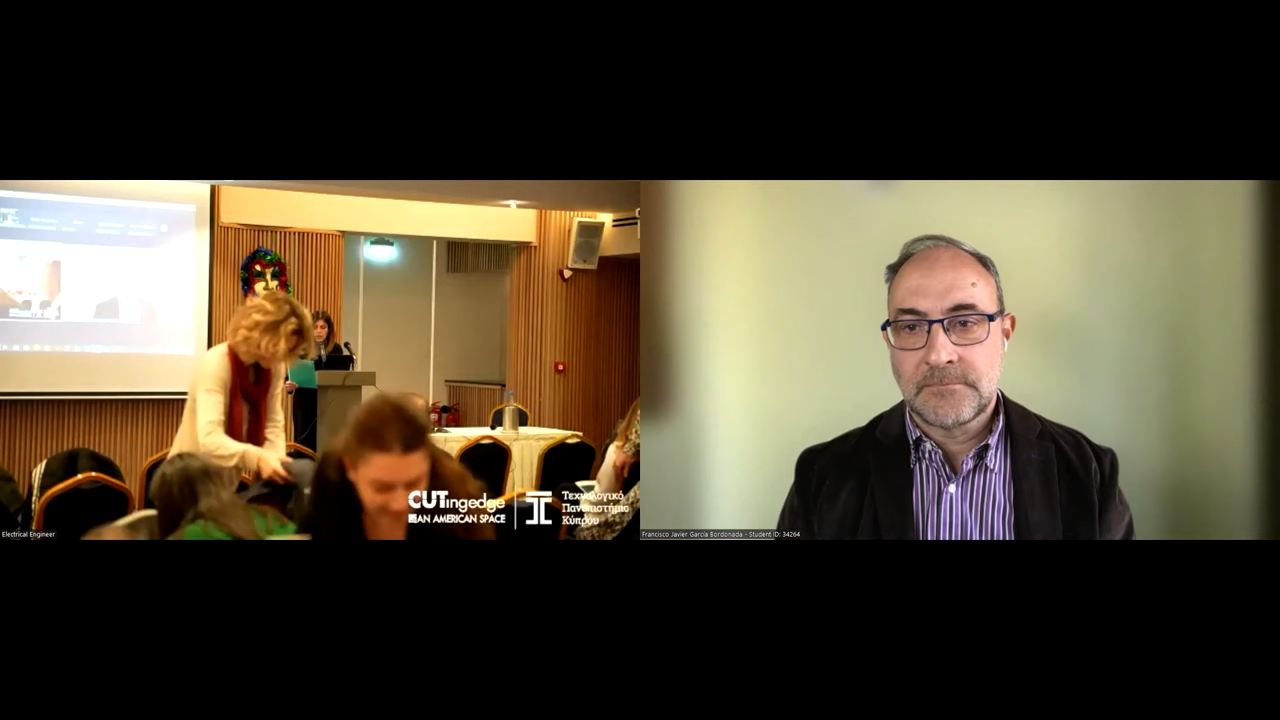 CUTingedge
AN AMERICAN SPACE
Τεχνολογικό
Πανεπιστήμιο
Κύπρου
Electrical Engineer
Francisco Javier García Bordonada - Student ID: 34264